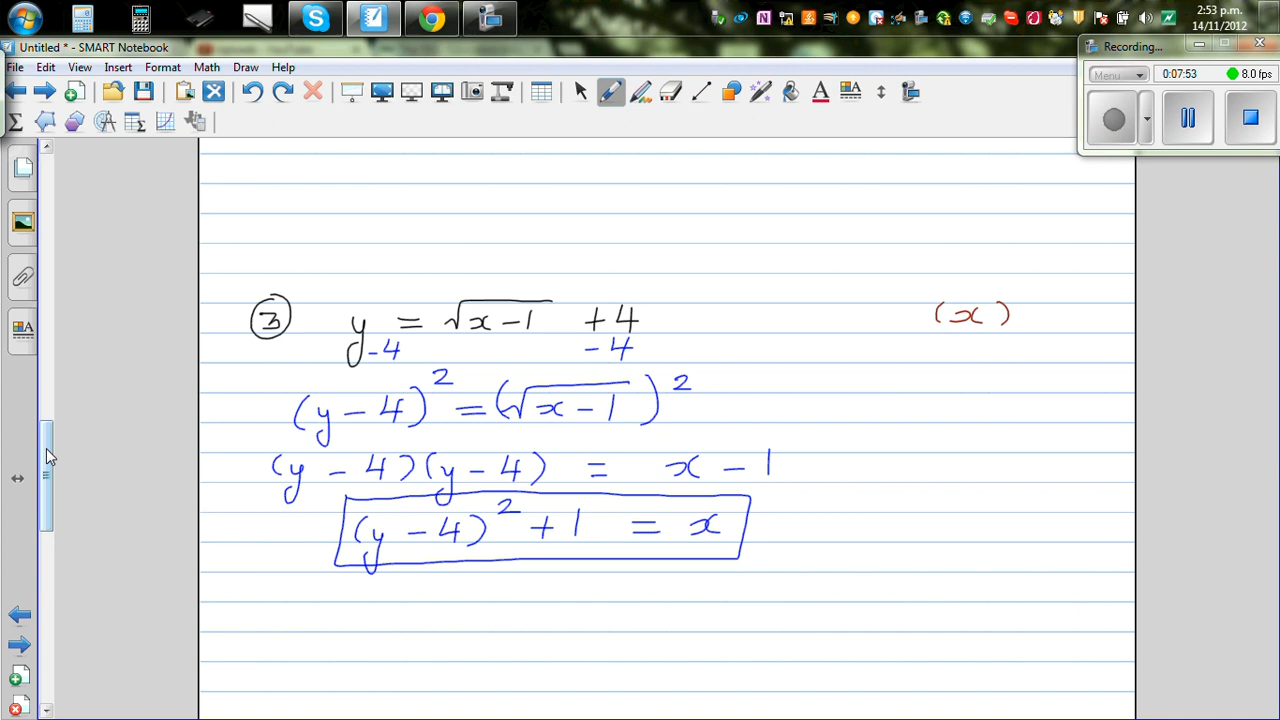 2:53 p.m.
14/11/2012
Untitled * - SMART Notebook
Recording...
File Edit View Insert Format Math Draw Help
Menu 0:07:53 8.0 fps
③ y = √x-1 +4 (x)
-4 -4
(y-4)² = (√x-1)²
(y-4)(y-4) = x-1
(y-4)² + 1 = x